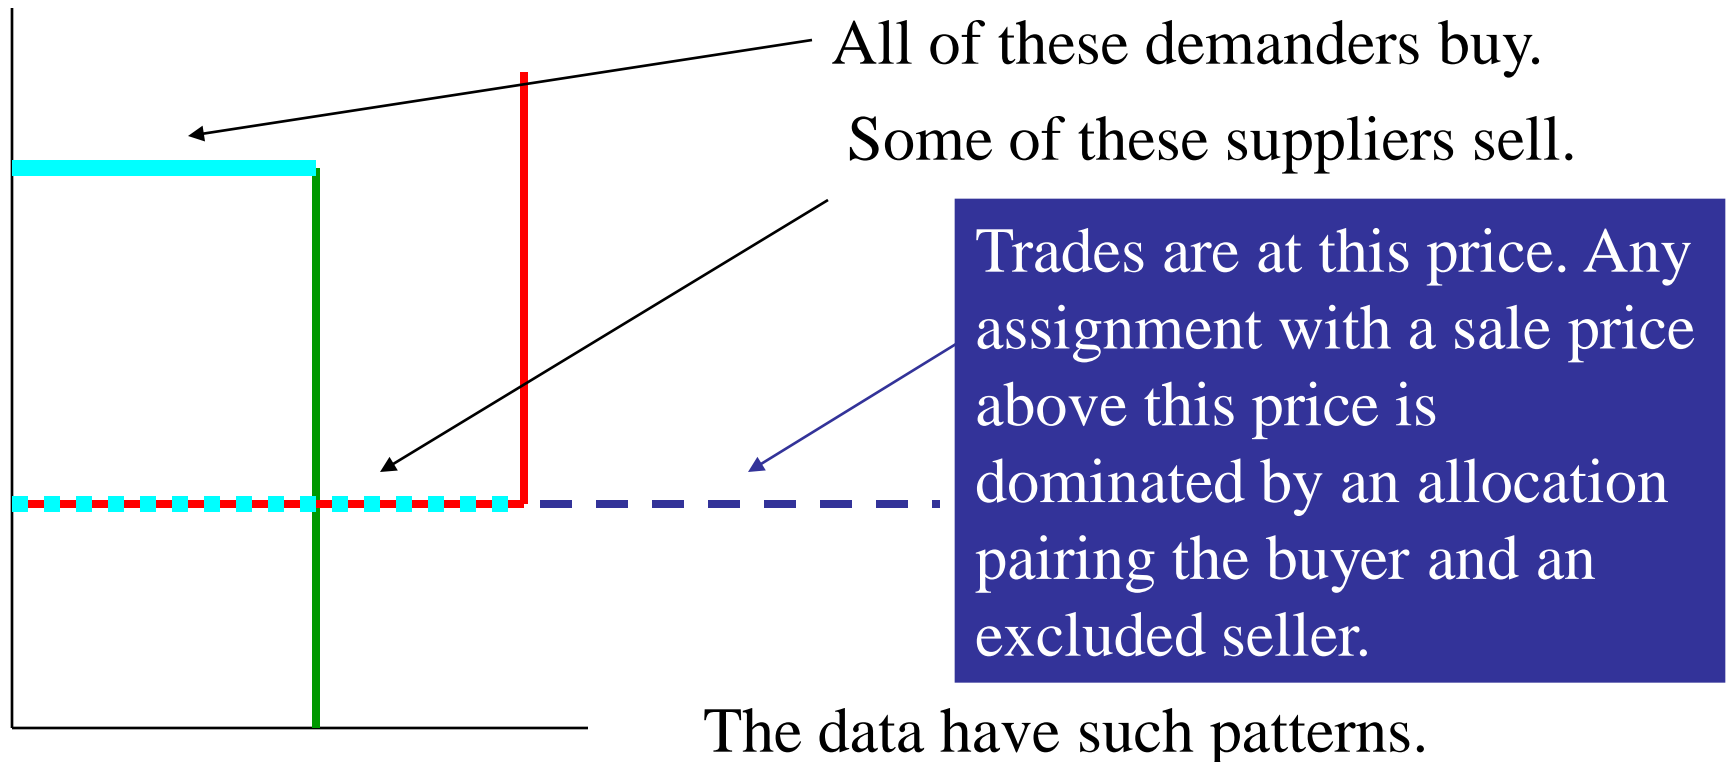 All of these demanders buy.
Some of these suppliers sell.
Trades are at this price. Any
assignment with a sale price
above this price is
dominated by an allocation
pairing the buyer and an
excluded seller.
The data have such patterns.